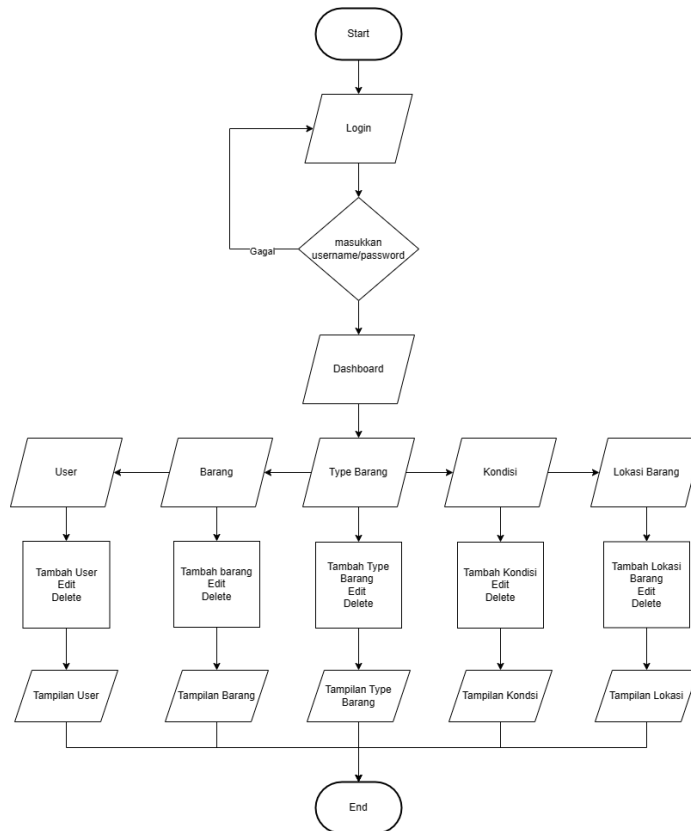 Start
Login
masukkan
username/password
Gagal
Dashboard
User
Barang
Type Barang
Kondisi
Lokasi Barang
Tambah User
Edit
Delete
Tambah barang
Edit
Delete
Tambah Type
Barang
Edit
Delete
Tambah Kondisi
Edit
Delete
Tambah Lokasi
Barang
Edit
Delete
Tampilan User
Tampilan Barang
Tampilan Type
Barang
Tampilan Kondsi
Tampilan Lokasi
End